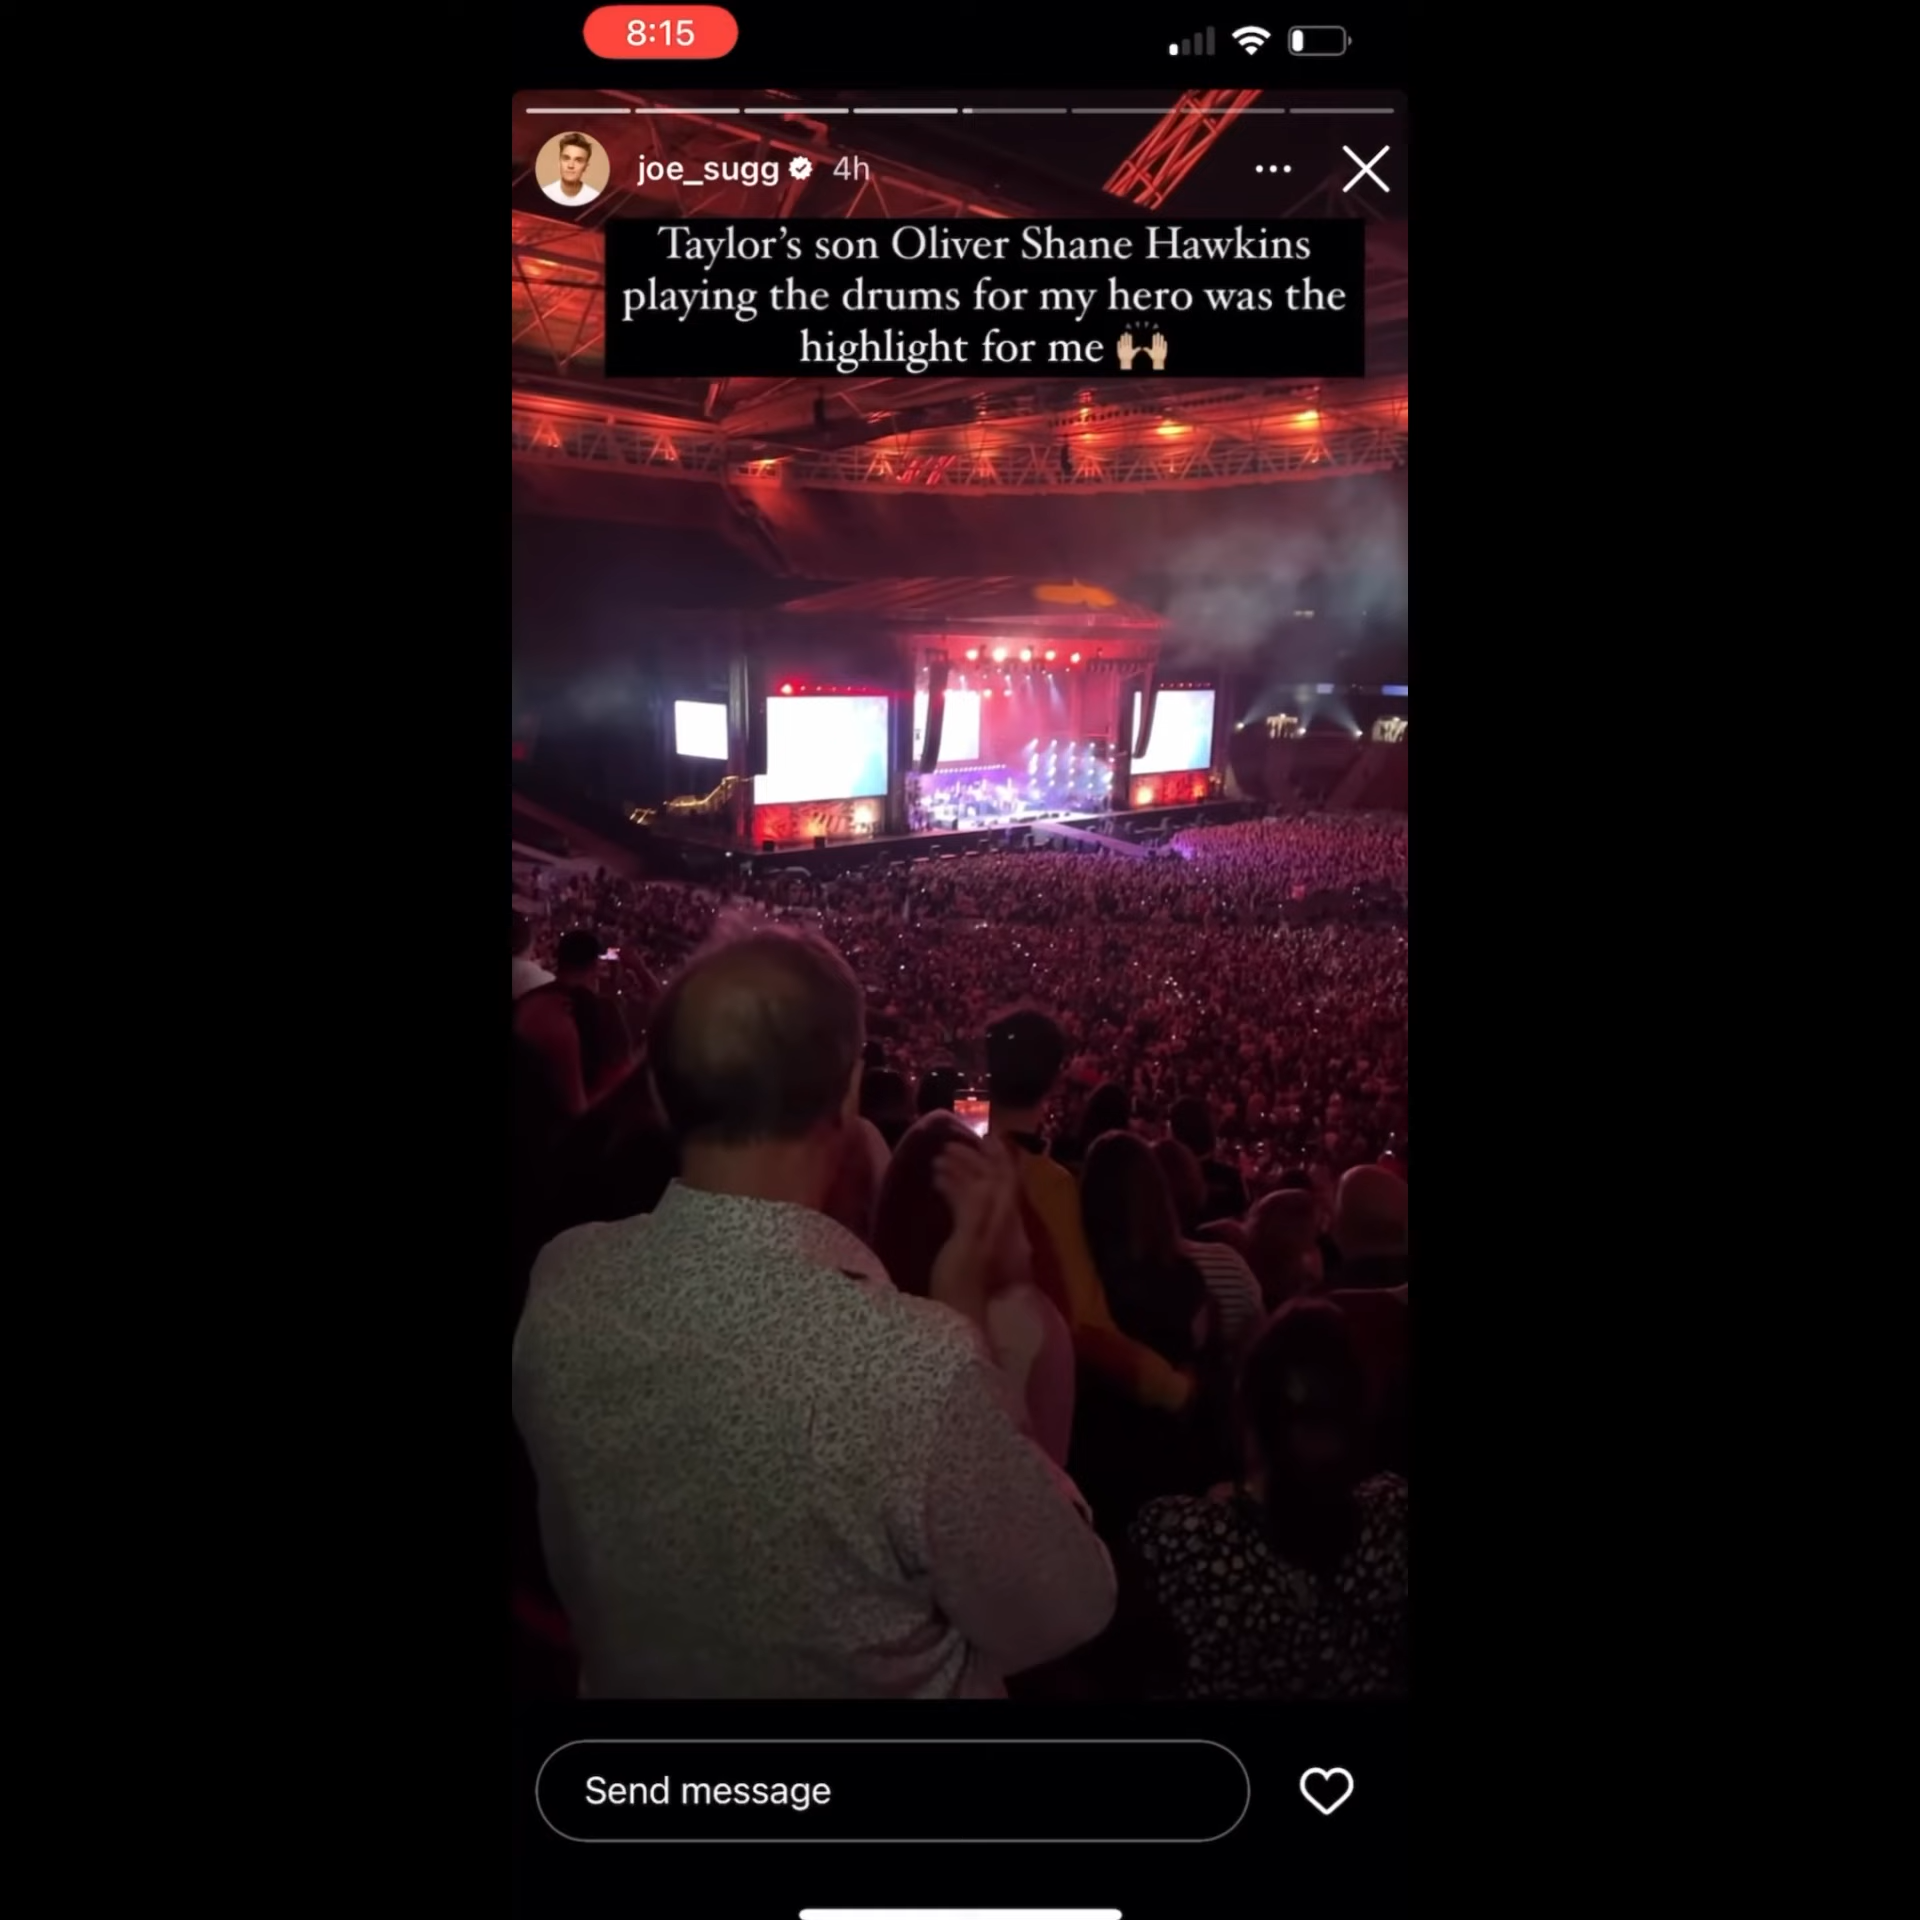 8:15
joe_sugg 4h
Taylor’s son Oliver Shane Hawkins
playing the drums for my hero was the
highlight for me 🙌🏼
Send message